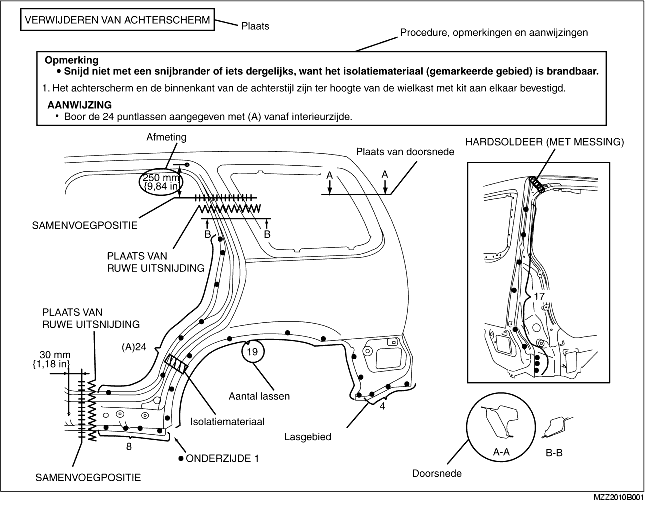 VERWIJDEREN VAN ACHTERSCHERM
Plaats
Procedure, opmerkingen en aanwijzingen
Opmerking
• Snijd niet met een snijbrander of iets dergelijks, want het isolatiemateriaal (gemarkeerde gebied) is brandbaar.
1. Het achterscherm en de binnenkant van de achterstijl zijn ter hoogte van de wielkast met kit aan elkaar bevestigd.
AANWIJZING
• Boor de 24 puntlassen aangegeven met (A) vanaf interieurzijde.
Afmeting
Plaats van doorsnede
HARDSOLDEER (MET MESSING)
250 mm
{9,84 in}
A
A
SAMENVOEGPOSITIE
B
B
PLAATS VAN
RUWE UITSNIJDING
PLAATS VAN
RUWE UITSNIJDING
17
(A)24
30 mm
{1,18 in}
19
Aantal lassen
Isolatiemateriaal
4
Lasgebied
8
A-A
B-B
ONDERZIJDE 1
Doorsnede
SAMENVOEGPOSITIE
MZZ2010B001